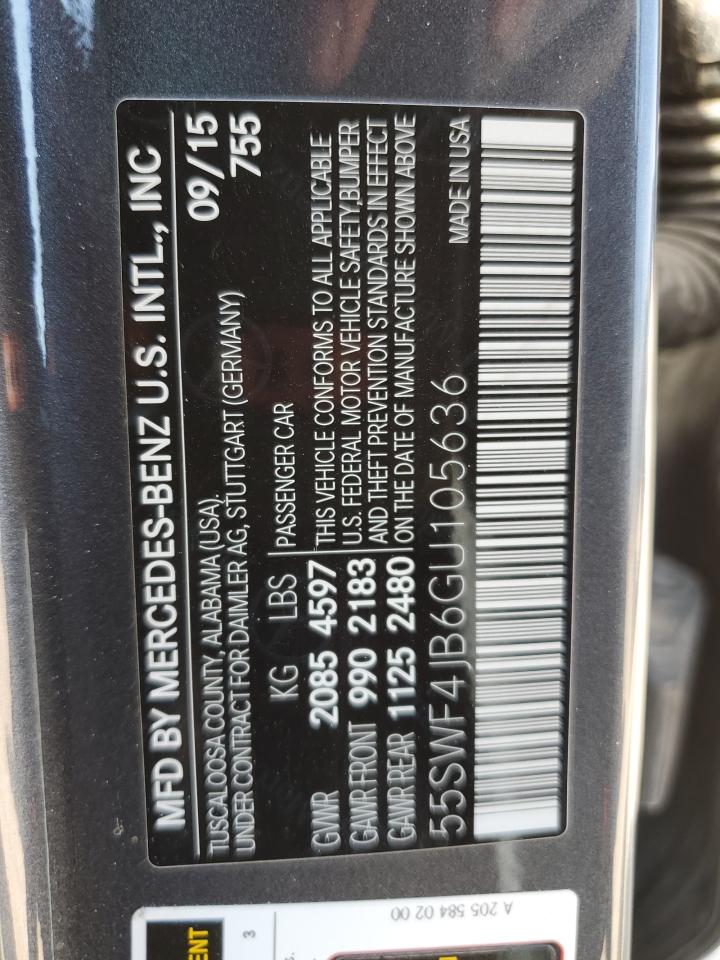 MFD BY MERCEDES-BENZ U.S. INTL., INC
TUSCALOOSA COUNTY, ALABAMA (USA), 09/15
UNDER CONTRACT FOR DAIMLER AG, STUTTGART (GERMANY) 755
KG LBS PASSENGER CAR
GVWR 2085 4597 THIS VEHICLE CONFORMS TO ALL APPLICABLE
GAWR FRONT 990 2183 U.S. FEDERAL MOTOR VEHICLE SAFETY,BUMPER
AND THEFT PREVENTION STANDARDS IN EFFECT
GAWR REAR 1125 2480 ON THE DATE OF MANUFACTURE SHOWN ABOVE
55SWF4JB6GU105636 MADE IN USA
A 205 584 02 00
ENT
3
s.